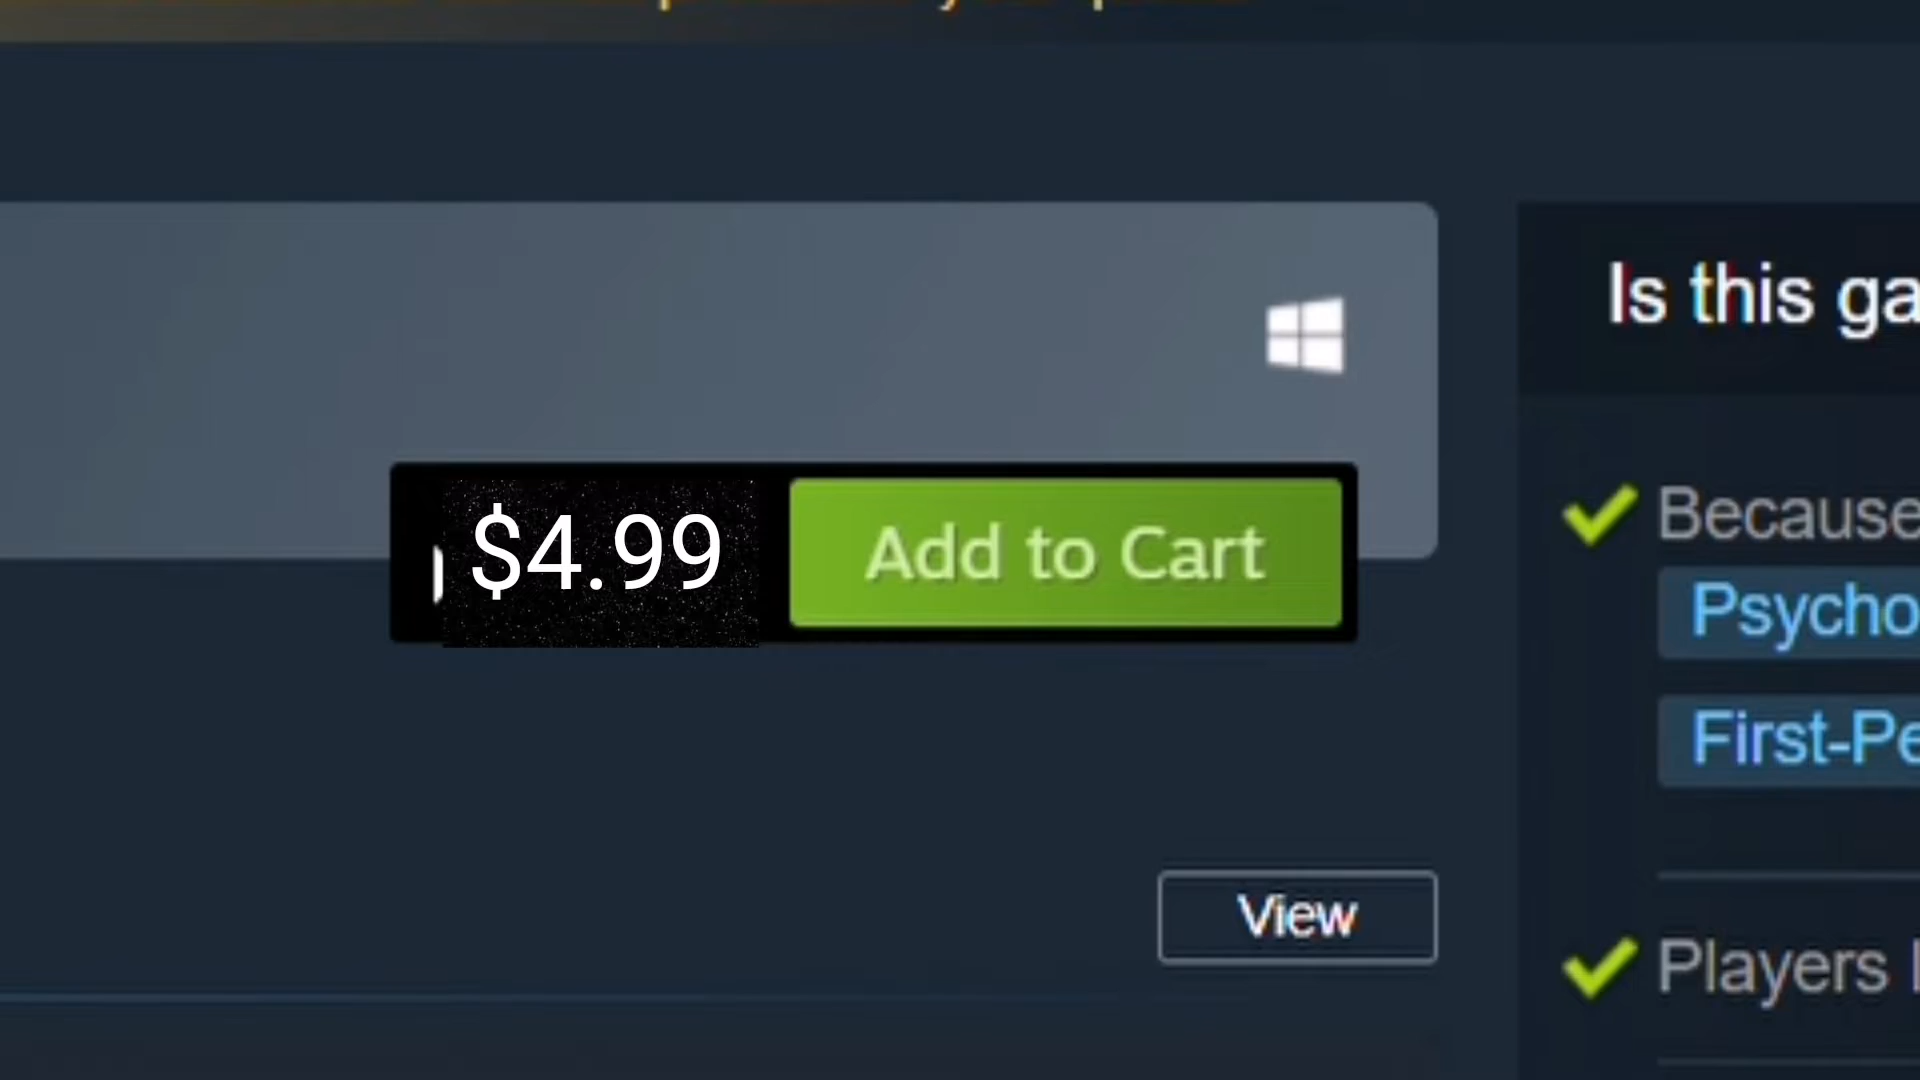 Is this ga
$4.99
Add to Cart
Because
Psycho
First-Pe
View
Players